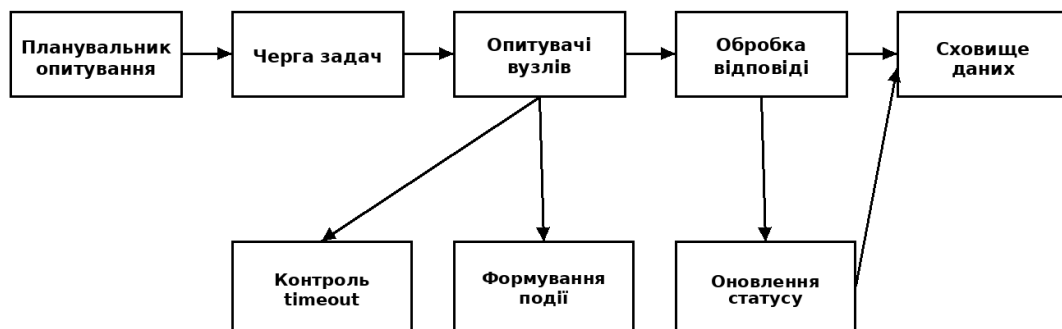 Планувальник
опитування
Черга задач
Опитувачі
вузлів
Обробка
відповіді
Сховище
даних
Контроль
timeout
Формування
події
Оновлення
статусу